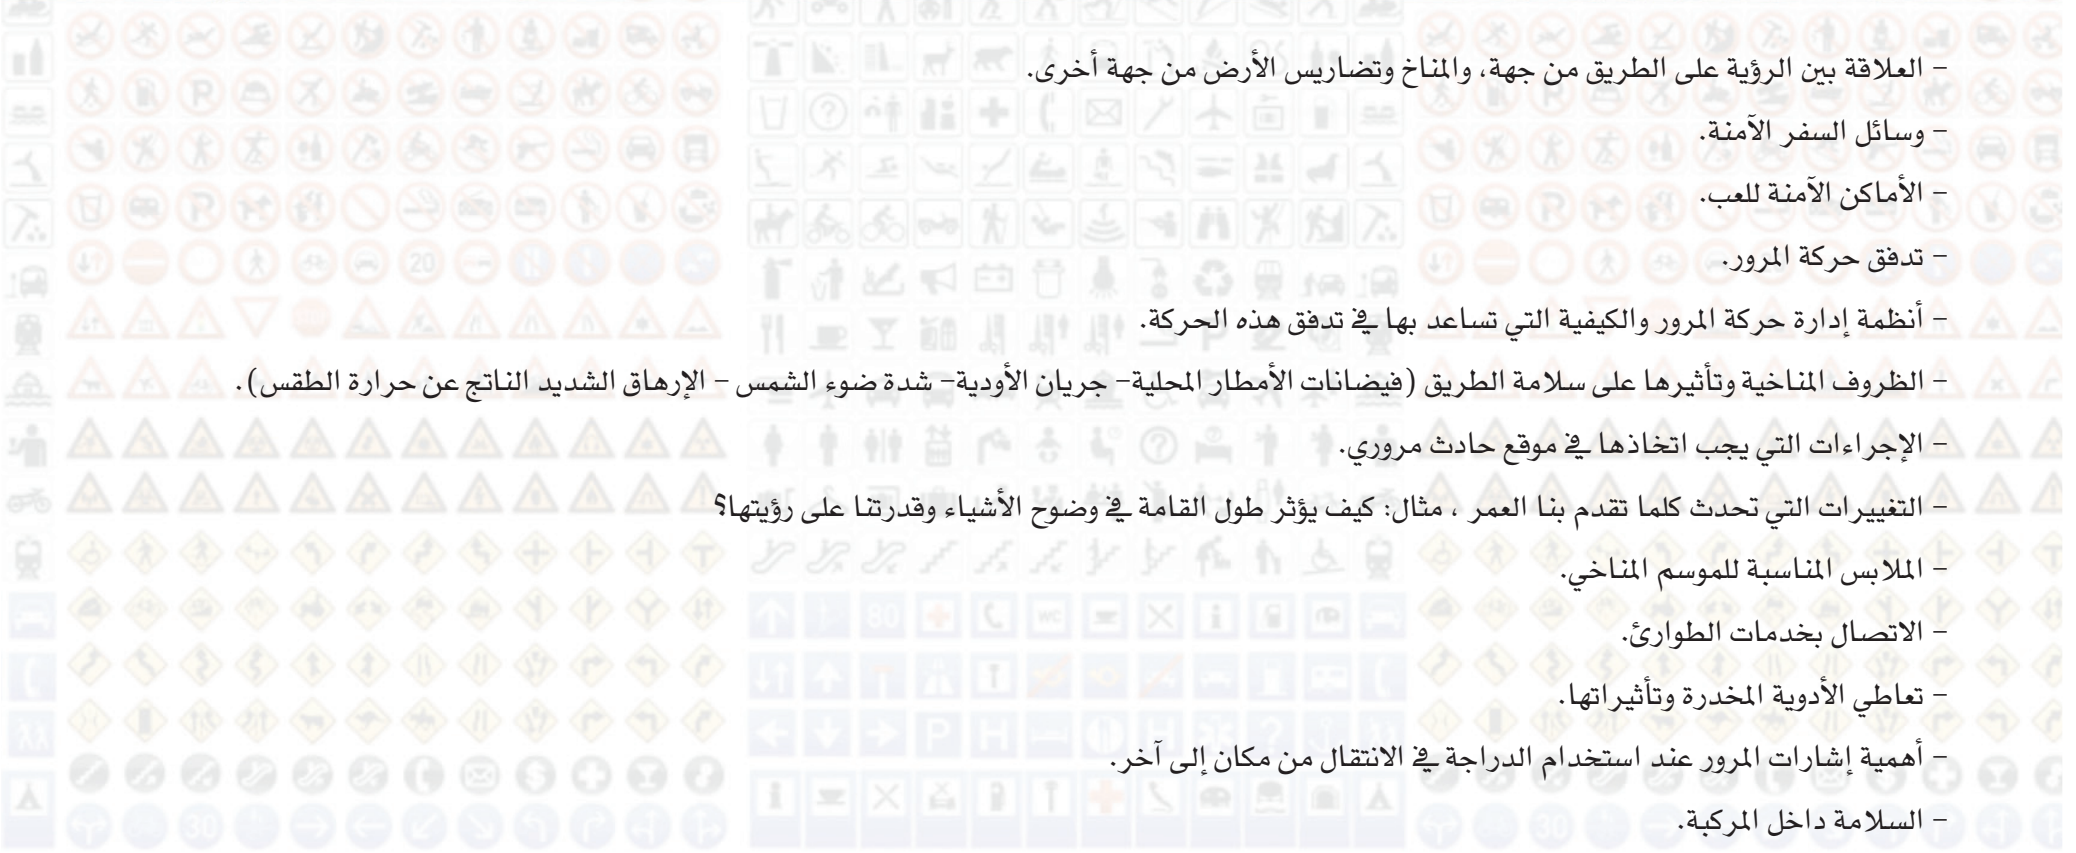 - العلاقة بين الرؤية على الطريق من جهة، والمناخ وتضاريس الأرض من جهة أخرى.
- وسائل السفر الآمنة.
- الأماكن الآمنة للعب.
- تدفق حركة المرور.
- أنظمة إدارة حركة المرور والكيفية التي تساعد بها في تدفق هذه الحركة.
- الظروف المناخية وتأثيرها على سلامة الطريق (فيضانات الأمطار المحلية- جريان الأودية- شدة ضوء الشمس - الإرهاق الشديد الناتج عن حرارة الطقس).
- الإجراءات التي يجب اتخاذها في موقع حادث مروري.
- التغييرات التي تحدث كلما تقدم بنا العمر ، مثال: كيف يؤثر طول القامة في وضوح الأشياء وقدرتنا على رؤيتها؟
- الملابس المناسبة للموسم المناخي.
- الاتصال بخدمات الطوارئ.
- تعاطي الأدوية المخدرة وتأثيراتها.
- أهمية إشارات المرور عند استخدام الدراجة في الانتقال من مكان إلى آخر.
- السلامة داخل المركبة.